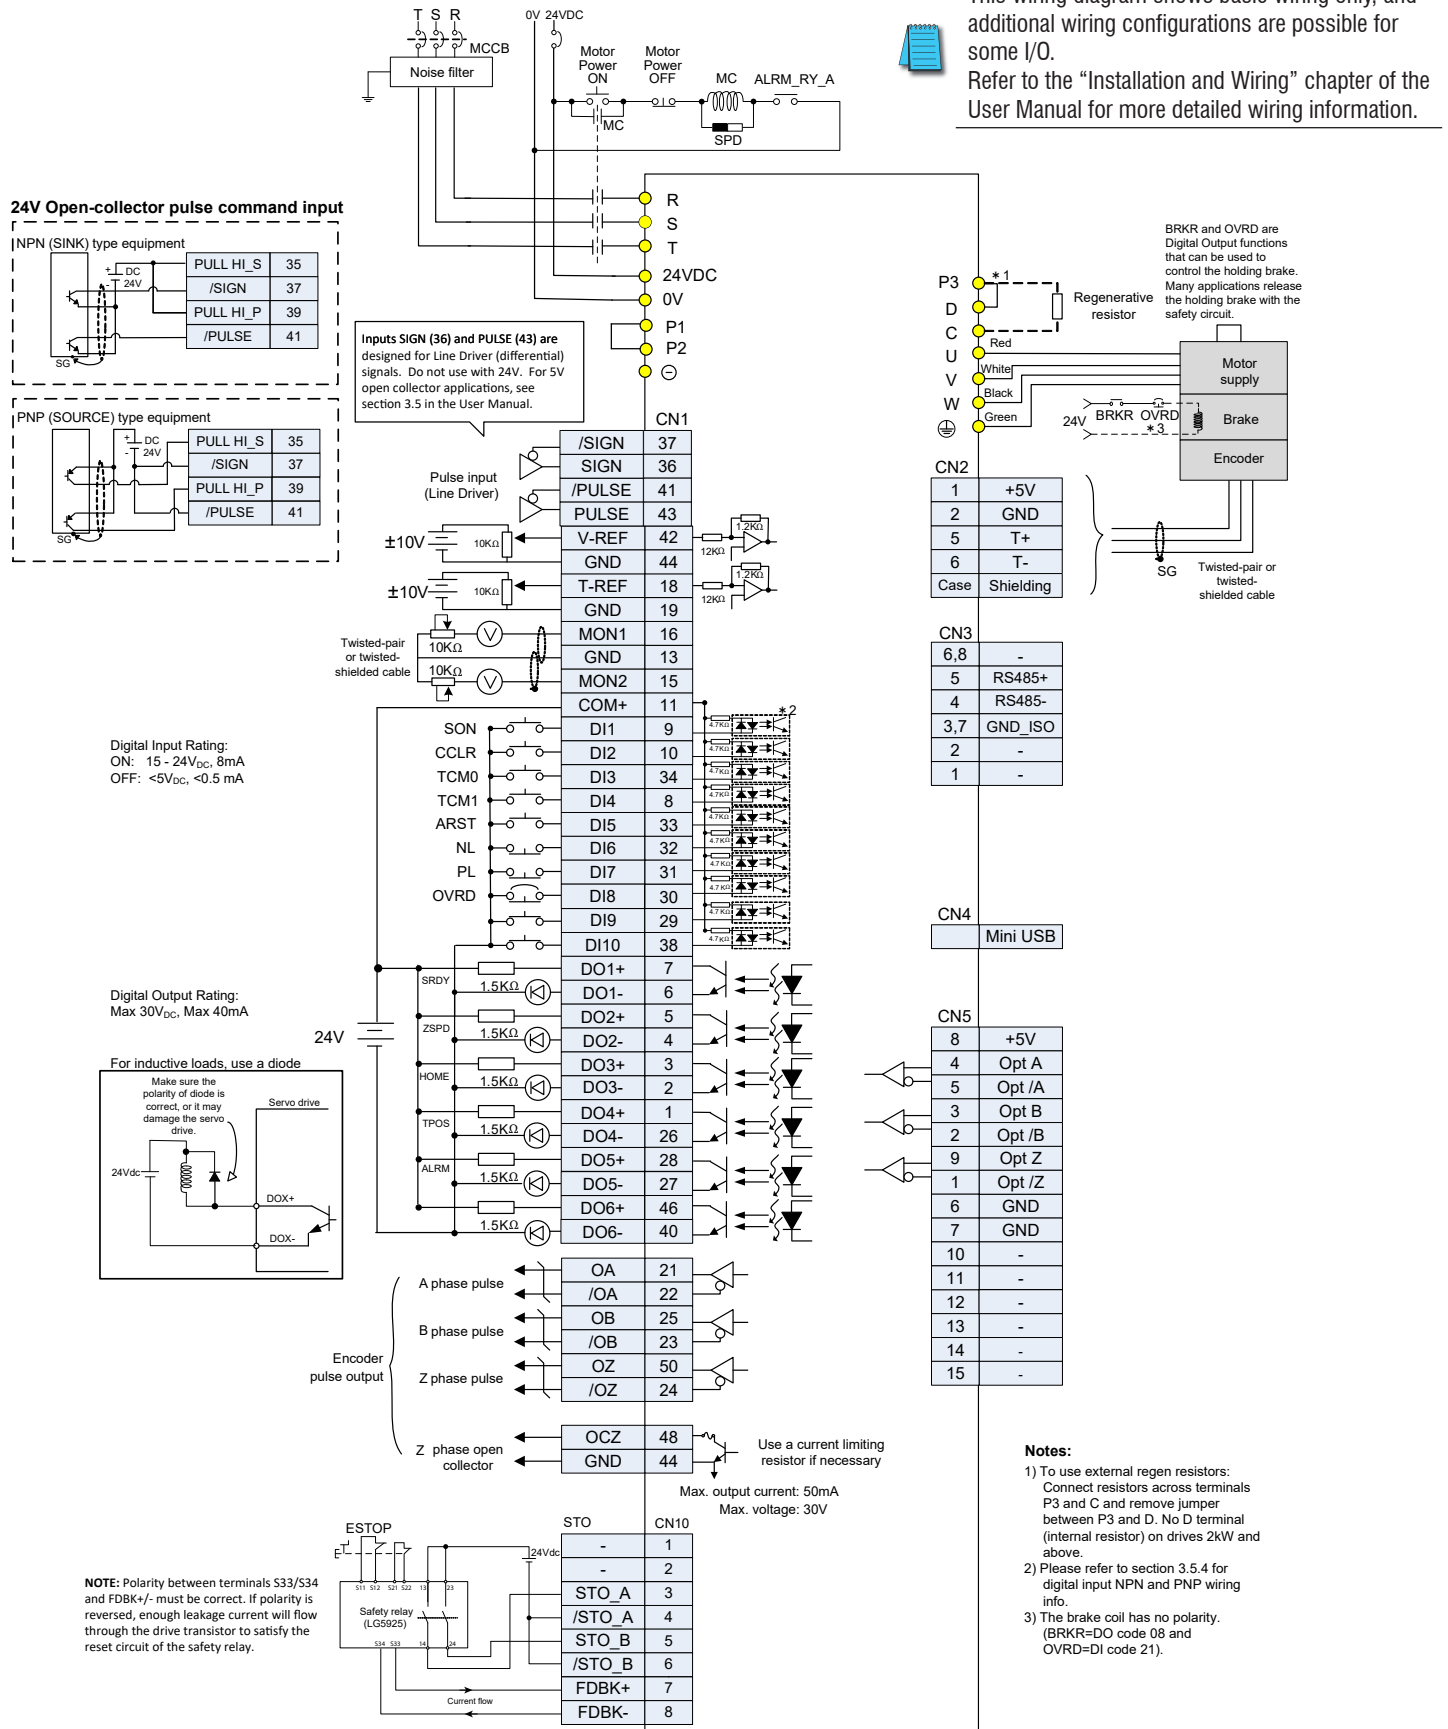 This wiring diagram shows basic wiring only, and
additional wiring configurations are possible for
some I/O.
Refer to the “Installation and Wiring” chapter of the
User Manual for more detailed wiring information.
T S R
MCCB
Noise filter
0V 24VDC
Motor
Power
ON
Motor
Power
OFF
MC
ALRM_RY_A
MC
SPD
R
S
T
24VDC
0V
P1
P2
24V Open-collector pulse command input
NPN (SINK) type equipment
+ DC
- 24V
SG
PULL HI_S 35
/SIGN 37
PULL HI_P 39
/PULSE 41
PNP (SOURCE) type equipment
+ DC
- 24V
SG
PULL HI_S 35
/SIGN 37
PULL HI_P 39
/PULSE 41
Inputs SIGN (36) and PULSE (43) are
designed for Line Driver (differential)
signals. Do not use with 24V. For 5V
open collector applications, see
section 3.5 in the User Manual.
P3
D
C
U
V
W
∗1
Regenerative
resistor
Red
White
Black
Green
BRKR and OVRD are
Digital Output functions
that can be used to
control the holding brake.
Many applications release
the holding brake with the
safety circuit.
Motor
supply
24V
BRKR OVRD
∗3
Brake
Encoder
SG
Twisted-pair or
twisted-
shielded cable
CN1
Pulse input
(Line Driver)
/SIGN 37
SIGN 36
/PULSE 41
PULSE 43
±10V 10KΩ V-REF 42 12KΩ 1.2KΩ
GND 44
±10V 10KΩ T-REF 18 12KΩ 1.2KΩ
GND 19
Twisted-pair
or twisted-
shielded cable
10KΩ V MON1 16
GND 13
10KΩ V MON2 15
COM+ 11
∗2
SON DI1 9 4.7KΩ
CCLR DI2 10 4.7KΩ
TCM0 DI3 34 4.7KΩ
TCM1 DI4 8 4.7KΩ
ARST DI5 33 4.7KΩ
NL DI6 32 4.7KΩ
PL DI7 31 4.7KΩ
OVRD DI8 30 4.7KΩ
DI9 29 4.7KΩ
DI10 38 4.7KΩ
Digital Input Rating:
ON: 15 - 24VDC, 8mA
OFF: <5VDC, <0.5 mA
SRDY DO1+ 7
1.5KΩ DO1- 6
ZSPD DO2+ 5
1.5KΩ DO2- 4
HOME DO3+ 3
1.5KΩ DO3- 2
TPOS DO4+ 1
1.5KΩ DO4- 26
ALRM DO5+ 28
1.5KΩ DO5- 27
DO6+ 46
1.5KΩ DO6- 40
24V
Digital Output Rating:
Max 30VDC, Max 40mA
For inductive loads, use a diode
Make sure the
polarity of diode is
correct, or it may
damage the servo
drive.
Servo drive
24Vdc
DOX+
DOX-
Encoder
pulse output
A phase pulse
OA 21
/OA 22
B phase pulse
OB 25
/OB 23
Z phase pulse
OZ 50
/OZ 24
Z phase open
collector
OCZ 48
GND 44
Use a current limiting
resistor if necessary
Max. output current: 50mA
Max. voltage: 30V
CN2
1 +5V
2 GND
5 T+
6 T-
Case Shielding
CN3
6,8 -
5 RS485+
4 RS485-
3,7 GND_ISO
2 -
1 -
CN4
Mini USB
CN5
8 +5V
4 Opt A
5 Opt /A
3 Opt B
2 Opt /B
9 Opt Z
1 Opt /Z
6 GND
7 GND
10 -
11 -
12 -
13 -
14 -
15 -
STO CN10
- 1
- 2
STO_A 3
/STO_A 4
STO_B 5
/STO_B 6
FDBK+ 7
FDBK- 8
ESTOP
24Vdc
S11 S12 S21 S22 13 23
Safety relay
(LG5925)
S34 S33 14 24
Current flow
NOTE: Polarity between terminals S33/S34
and FDBK+/- must be correct. If polarity is
reversed, enough leakage current will flow
through the drive transistor to satisfy the
reset circuit of the safety relay.
Notes:
1) To use external regen resistors:
Connect resistors across terminals
P3 and C and remove jumper
between P3 and D. No D terminal
(internal resistor) on drives 2kW and
above.
2) Please refer to section 3.5.4 for
digital input NPN and PNP wiring
info.
3) The brake coil has no polarity.
(BRKR=DO code 08 and
OVRD=DI code 21).